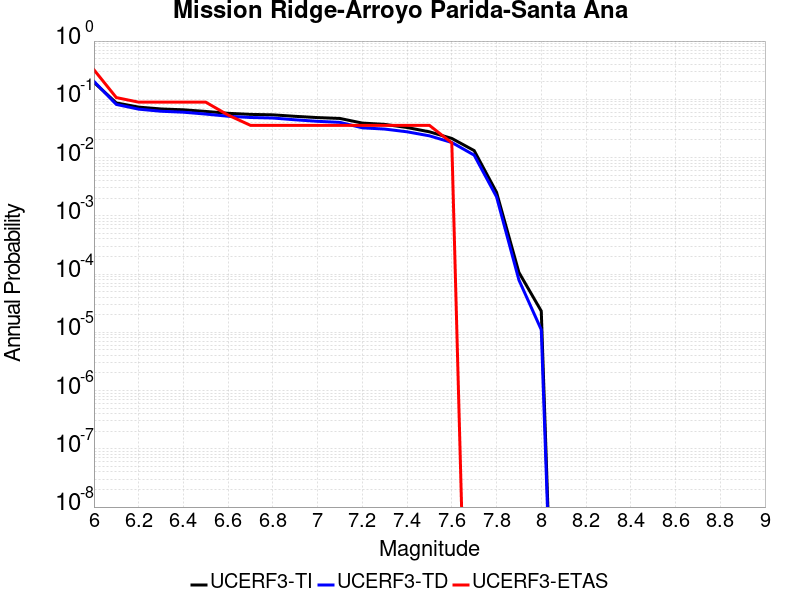 Mission Ridge-Arroyo Parida-Santa Ana
10^0
10^-1
10^-2
10^-3
10^-4
10^-5
10^-6
10^-7
10^-8
Annual Probability
6 6.2 6.4 6.6 6.8 7 7.2 7.4 7.6 7.8 8 8.2 8.4 8.6 8.8 9
Magnitude
UCERF3-TI UCERF3-TD UCERF3-ETAS